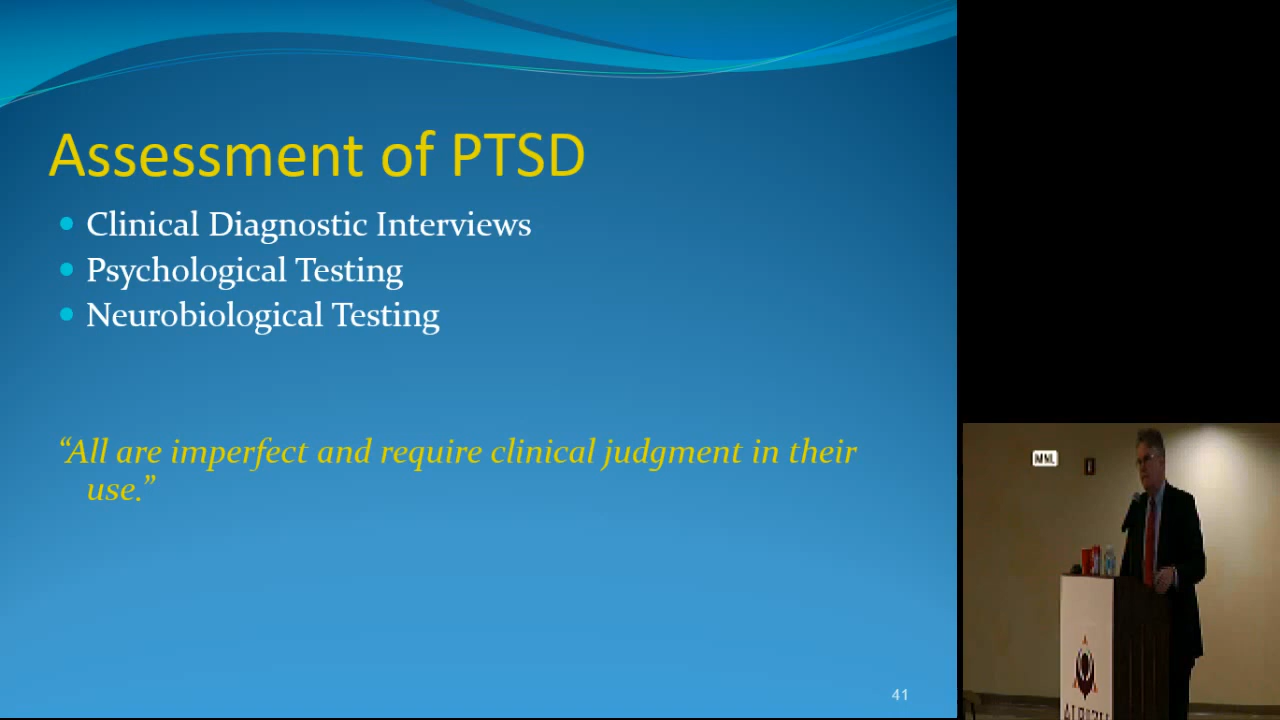 Assessment of PTSD
Clinical Diagnostic Interviews
Psychological Testing
Neurobiological Testing
“All are imperfect and require clinical judgment in their
use.”
41